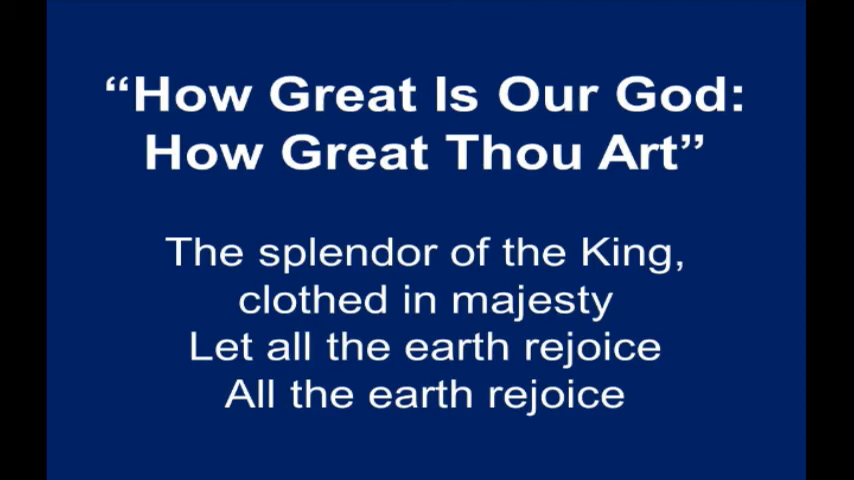 “How Great Is Our God:
How Great Thou Art”
The splendor of the King,
clothed in majesty
Let all the earth rejoice
All the earth rejoice